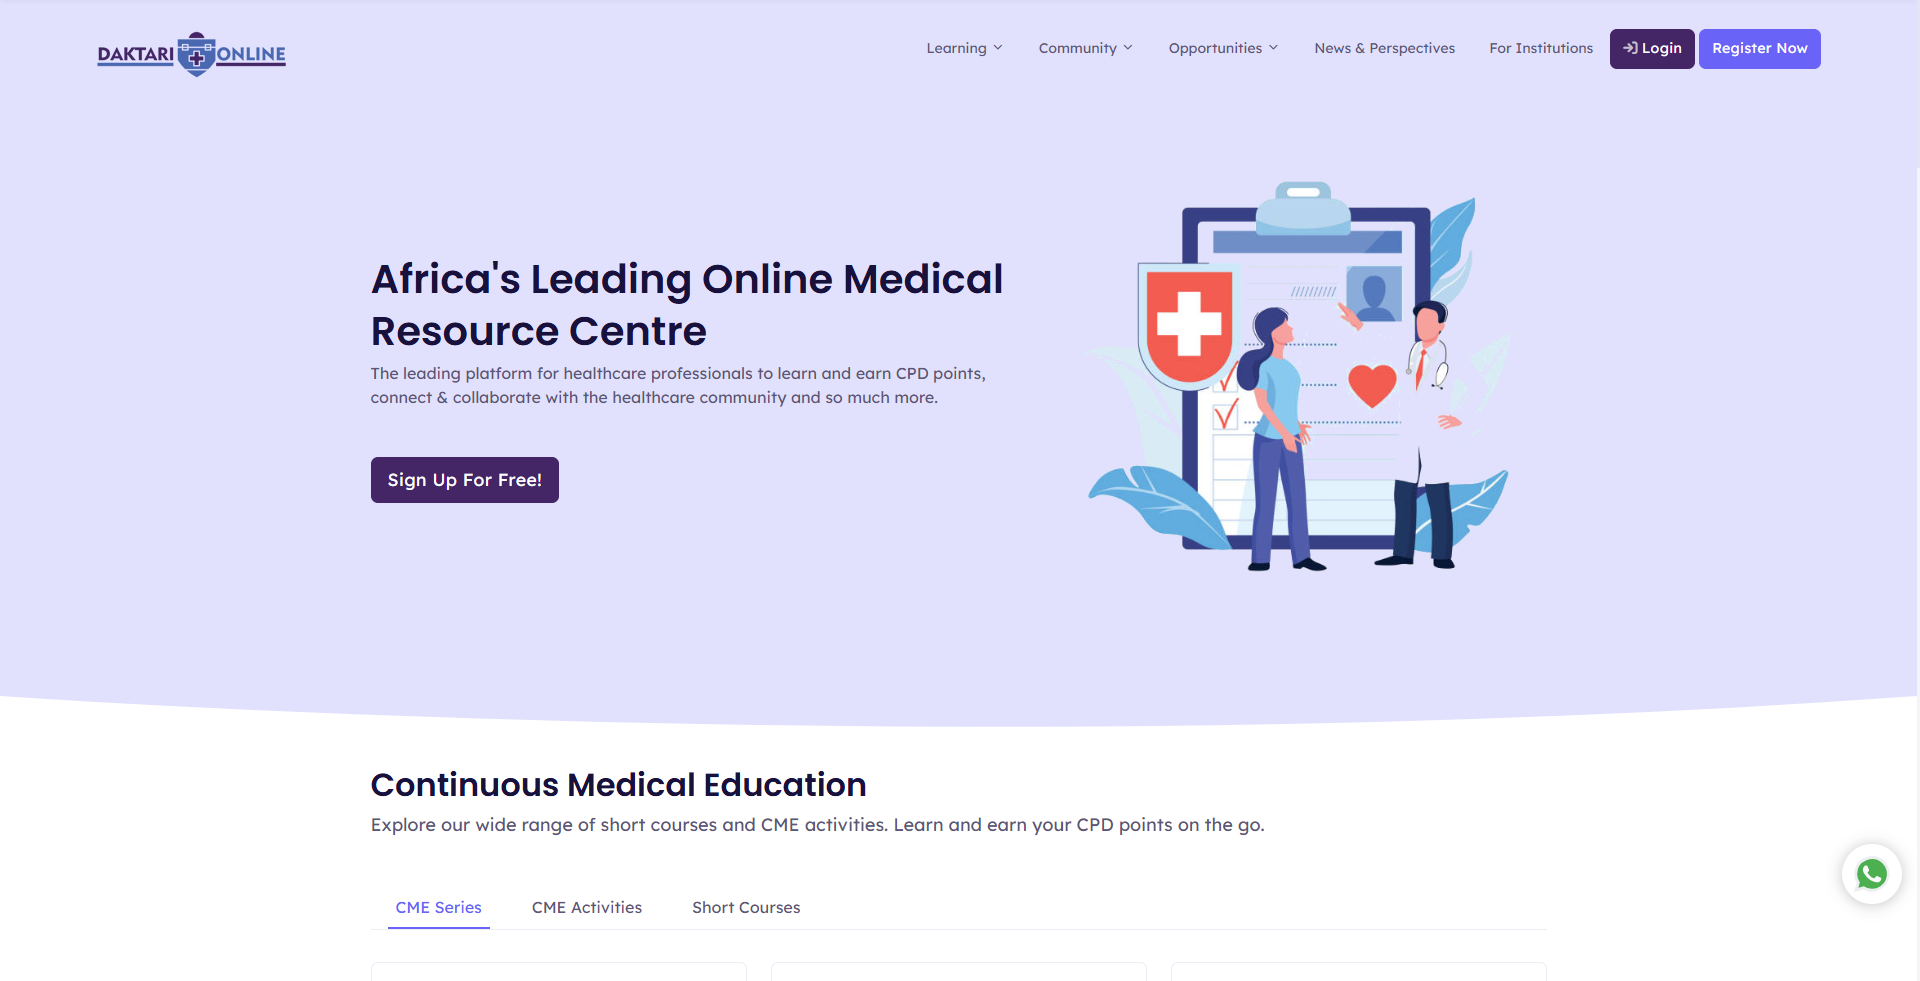 DAKTARI ONLINE
Learning
Community
Opportunities
News & Perspectives
For Institutions
Login
Register Now
Africa's Leading Online Medical
Resource Centre
The leading platform for healthcare professionals to learn and earn CPD points,
connect & collaborate with the healthcare community and so much more.
Sign Up For Free!
Continuous Medical Education
Explore our wide range of short courses and CME activities. Learn and earn your CPD points on the go.
CME Series
CME Activities
Short Courses